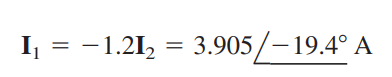 I₁ = −1.2I₂ = 3.905∠−19.4° A